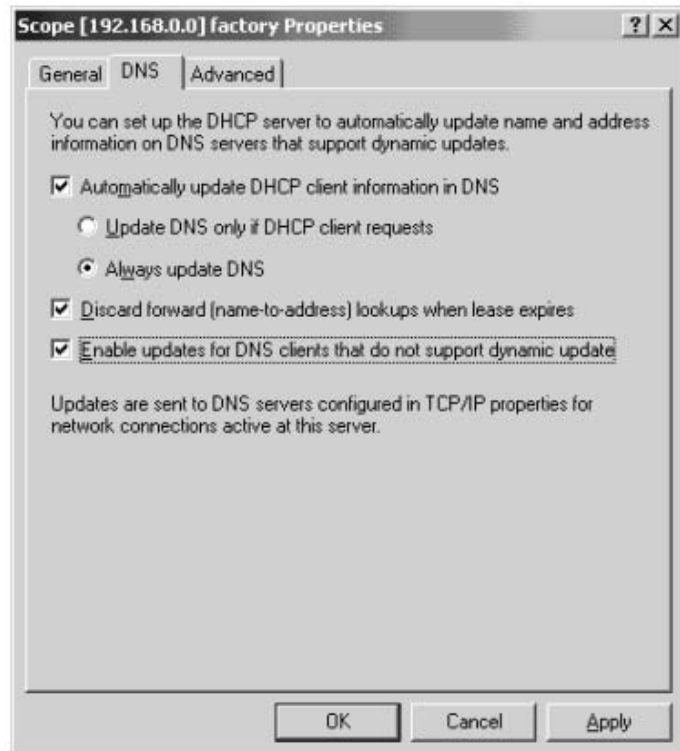 Scope [192.168.0.0] factory Properties
? X
General DNS Advanced
You can set up the DHCP server to automatically update name and address
information on DNS servers that support dynamic updates.
Automatically update DHCP client information in DNS
Update DNS only if DHCP client requests
Always update DNS
Discard forward (name-to-address) lookups when lease expires
Enable updates for DNS clients that do not support dynamic update
Updates are sent to DNS servers configured in TCP/IP properties for
network connections active at this server.
OK Cancel Apply